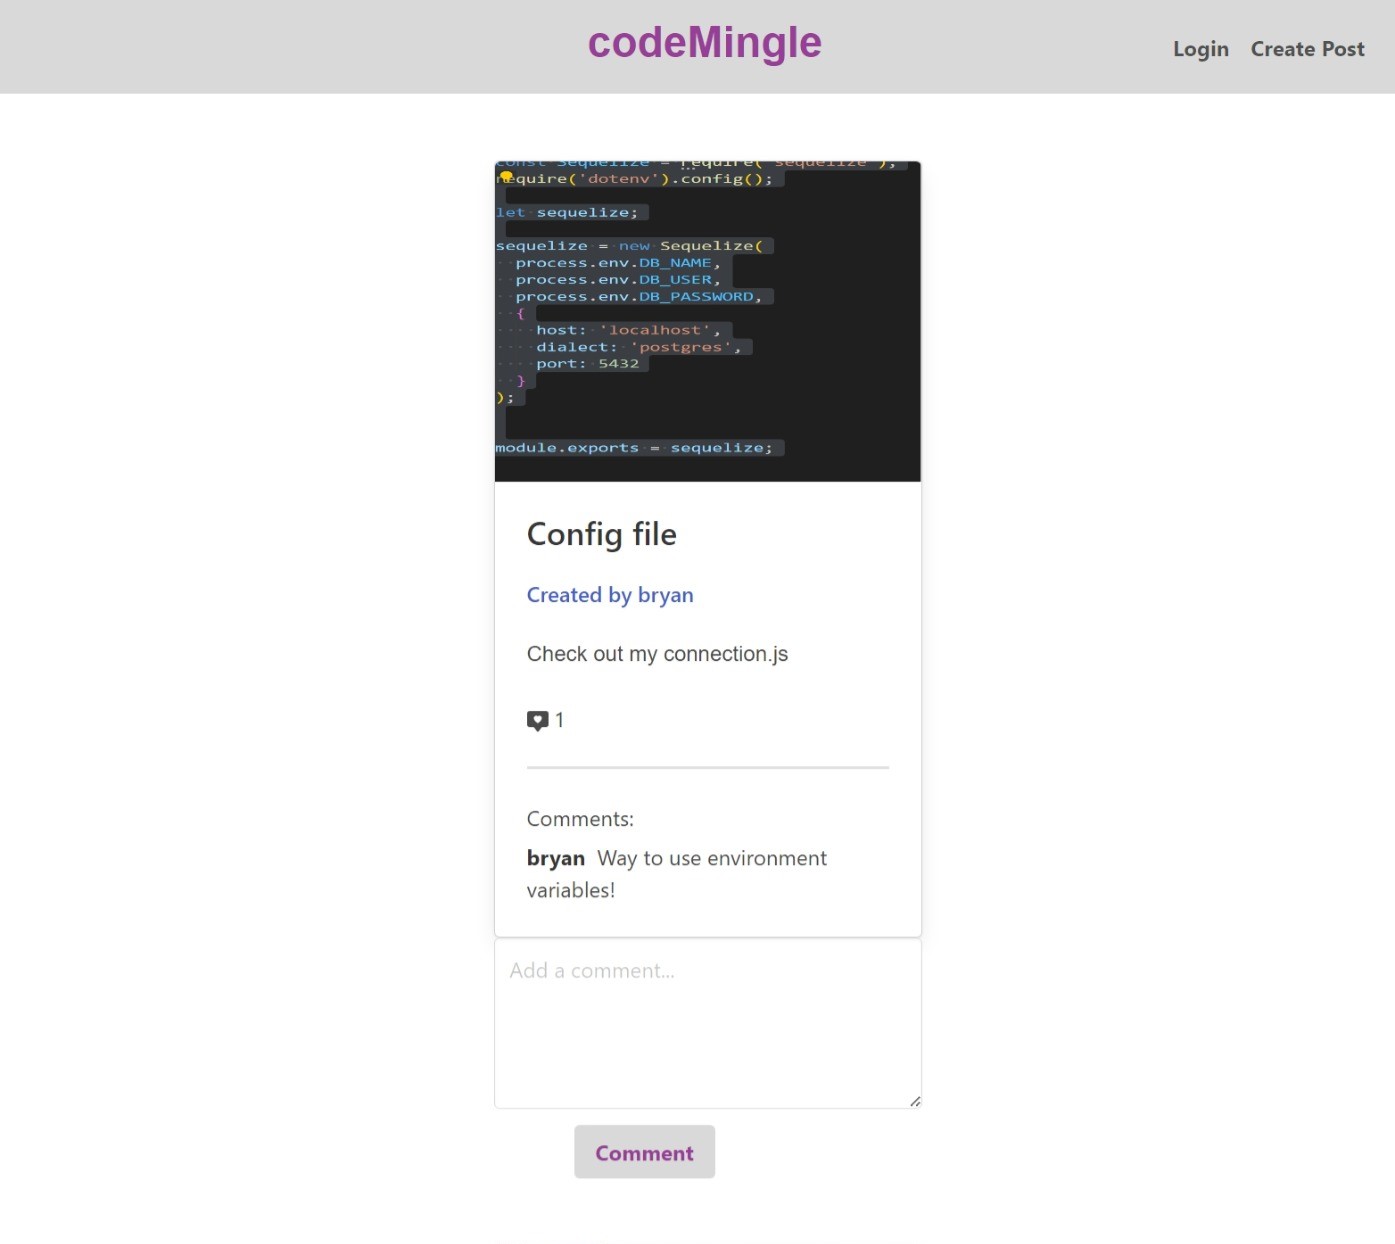 codeMingle
Login Create Post
const Sequelize = require('sequelize');
require('dotenv').config();
let sequelize;
sequelize = new Sequelize(
process.env.DB_NAME,
process.env.DB_USER,
process.env.DB_PASSWORD,
{
host: 'localhost',
dialect: 'postgres',
port: 5432
}
);
module.exports = sequelize;
Config file
Created by bryan
Check out my connection.js
1
Comments:
bryan Way to use environment
variables!
Add a comment...
Comment